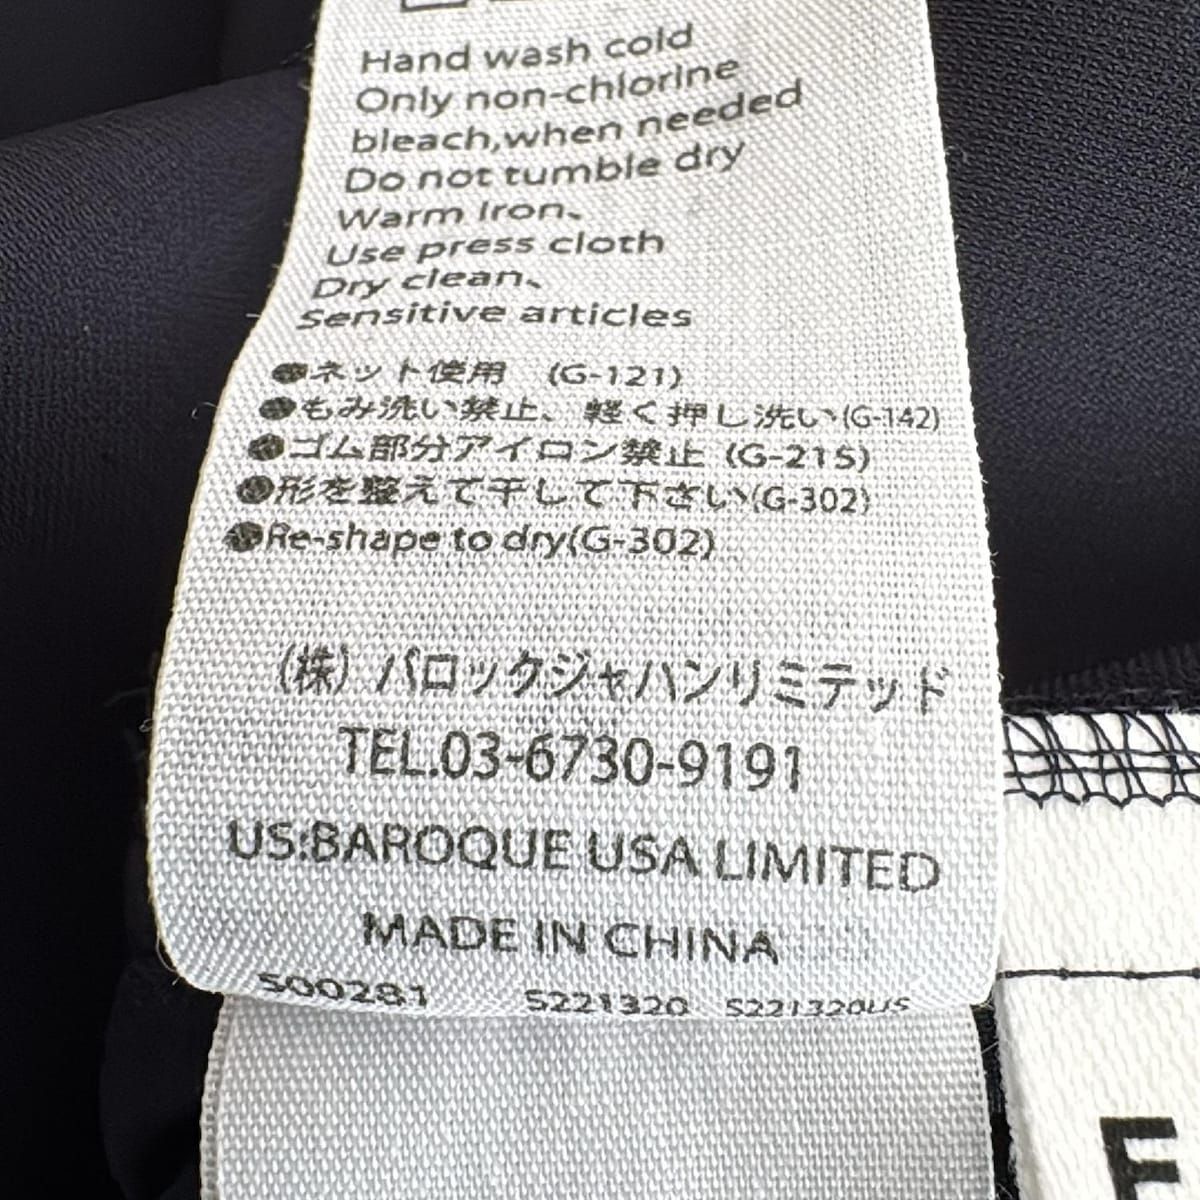 Hand wash cold
Only non-chlorine
bleach,when needed
Do not tumble dry
Warm iron、
Use press cloth
Dry clean、
Sensitive articles
●ネット使用 (G-121)
●もみ洗い禁止、軽く押し洗い(G-142)
●ゴム部分アイロン禁止 (G-215)
●形を整えて干して下さい(G-302)
●Re-shape to dry(G-302)
(株) バロックジャパンリミテッド
TEL.03-6730-9191
US:BAROQUE USA LIMITED
MADE IN CHINA
S00281 S221320 S221320US